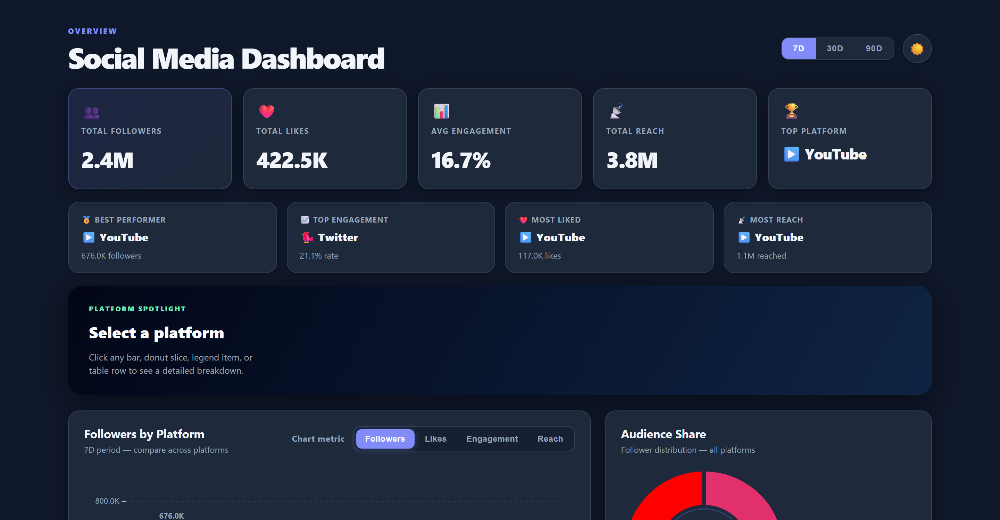 OVERVIEW
Social Media Dashboard
7D 30D 90D
TOTAL FOLLOWERS
2.4M
TOTAL LIKES
422.5K
AVG ENGAGEMENT
16.7%
TOTAL REACH
3.8M
TOP PLATFORM
YouTube
BEST PERFORMER
YouTube
676.0K followers
TOP ENGAGEMENT
Twitter
21.1% rate
MOST LIKED
YouTube
117.0K likes
MOST REACH
YouTube
1.1M reached
PLATFORM SPOTLIGHT
Select a platform
Click any bar, donut slice, legend item, or
table row to see a detailed breakdown.
Followers by Platform
7D period — compare across platforms
Chart metric Followers Likes Engagement Reach
800.0K
676.0K
Audience Share
Follower distribution — all platforms